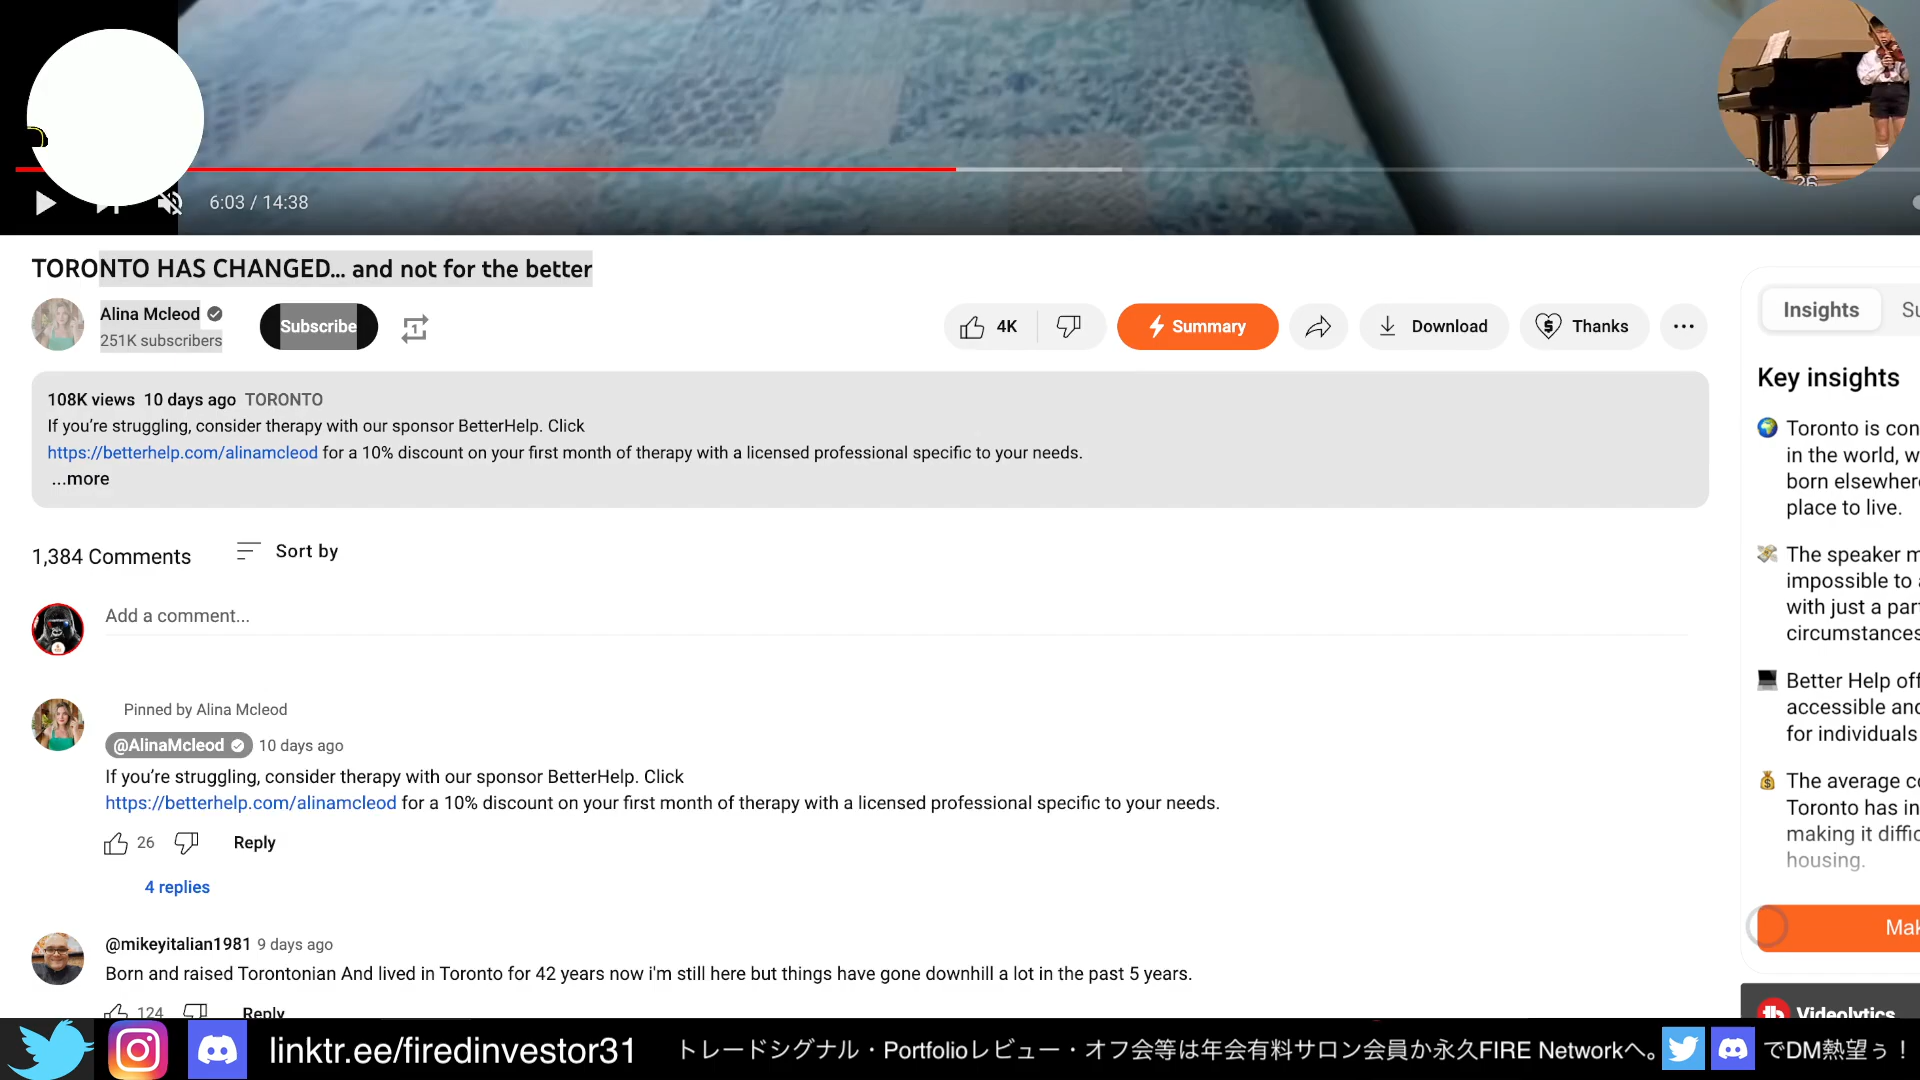 6:03 / 14:38
TORONTO HAS CHANGED... and not for the better
Alina Mcleod
251K subscribers
Subscribe
4K
Summary
Download
Thanks
108K views 10 days ago TORONTO
If you're struggling, consider therapy with our sponsor BetterHelp. Click
https://betterhelp.com/alinamcleod for a 10% discount on your first month of therapy with a licensed professional specific to your needs.
...more
1,384 Comments
Sort by
Add a comment...
Pinned by Alina Mcleod
@AlinaMcleod 10 days ago
If you're struggling, consider therapy with our sponsor BetterHelp. Click
https://betterhelp.com/alinamcleod for a 10% discount on your first month of therapy with a licensed professional specific to your needs.
26
Reply
4 replies
@mikeyitalian1981 9 days ago
Born and raised Torontonian And lived in Toronto for 42 years now i'm still here but things have gone downhill a lot in the past 5 years.
124
Reply
Insights
Key insights
Toronto is con
in the world, w
born elsewher
place to live.
The speaker m
impossible to
with just a par
circumstances
Better Help off
accessible and
for individuals
The average co
Toronto has in
making it diffic
housing.
Mak
Videolytics
linktr.ee/firedinvestor31
トレードシグナル・Portfolioレビュー・オフ会等は年会有料サロン会員か永久FIRE Networkへ。
でDM熱望ぅ！